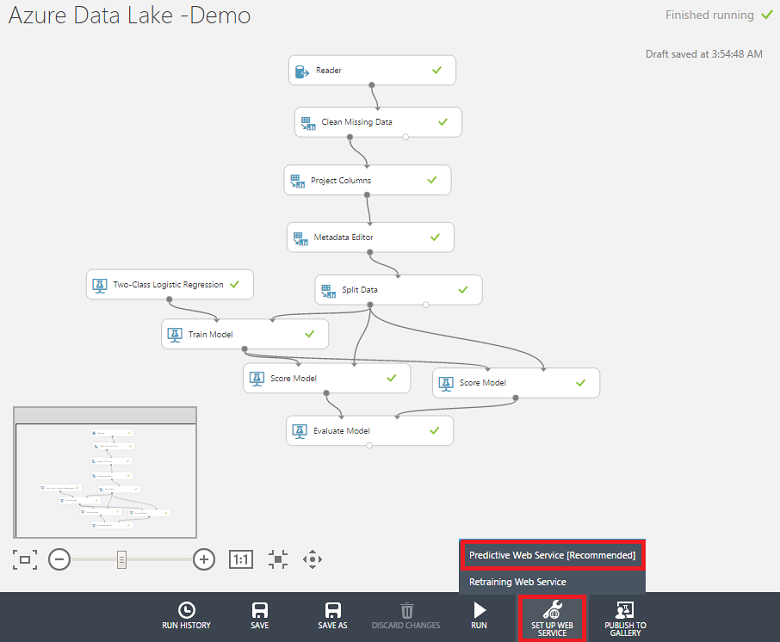 Azure Data Lake -Demo
Finished running
Draft saved at 3:54:48 AM
Reader
Clean Missing Data
Project Columns
Metadata Editor
Two-Class Logistic Regression
Split Data
Train Model
Score Model
Score Model
Evaluate Model
1:1
Predictive Web Service [Recommended]
Retraining Web Service
RUN HISTORY
SAVE
SAVE AS
DISCARD CHANGES
RUN
SET UP WEB
SERVICE
PUBLISH TO
GALLERY